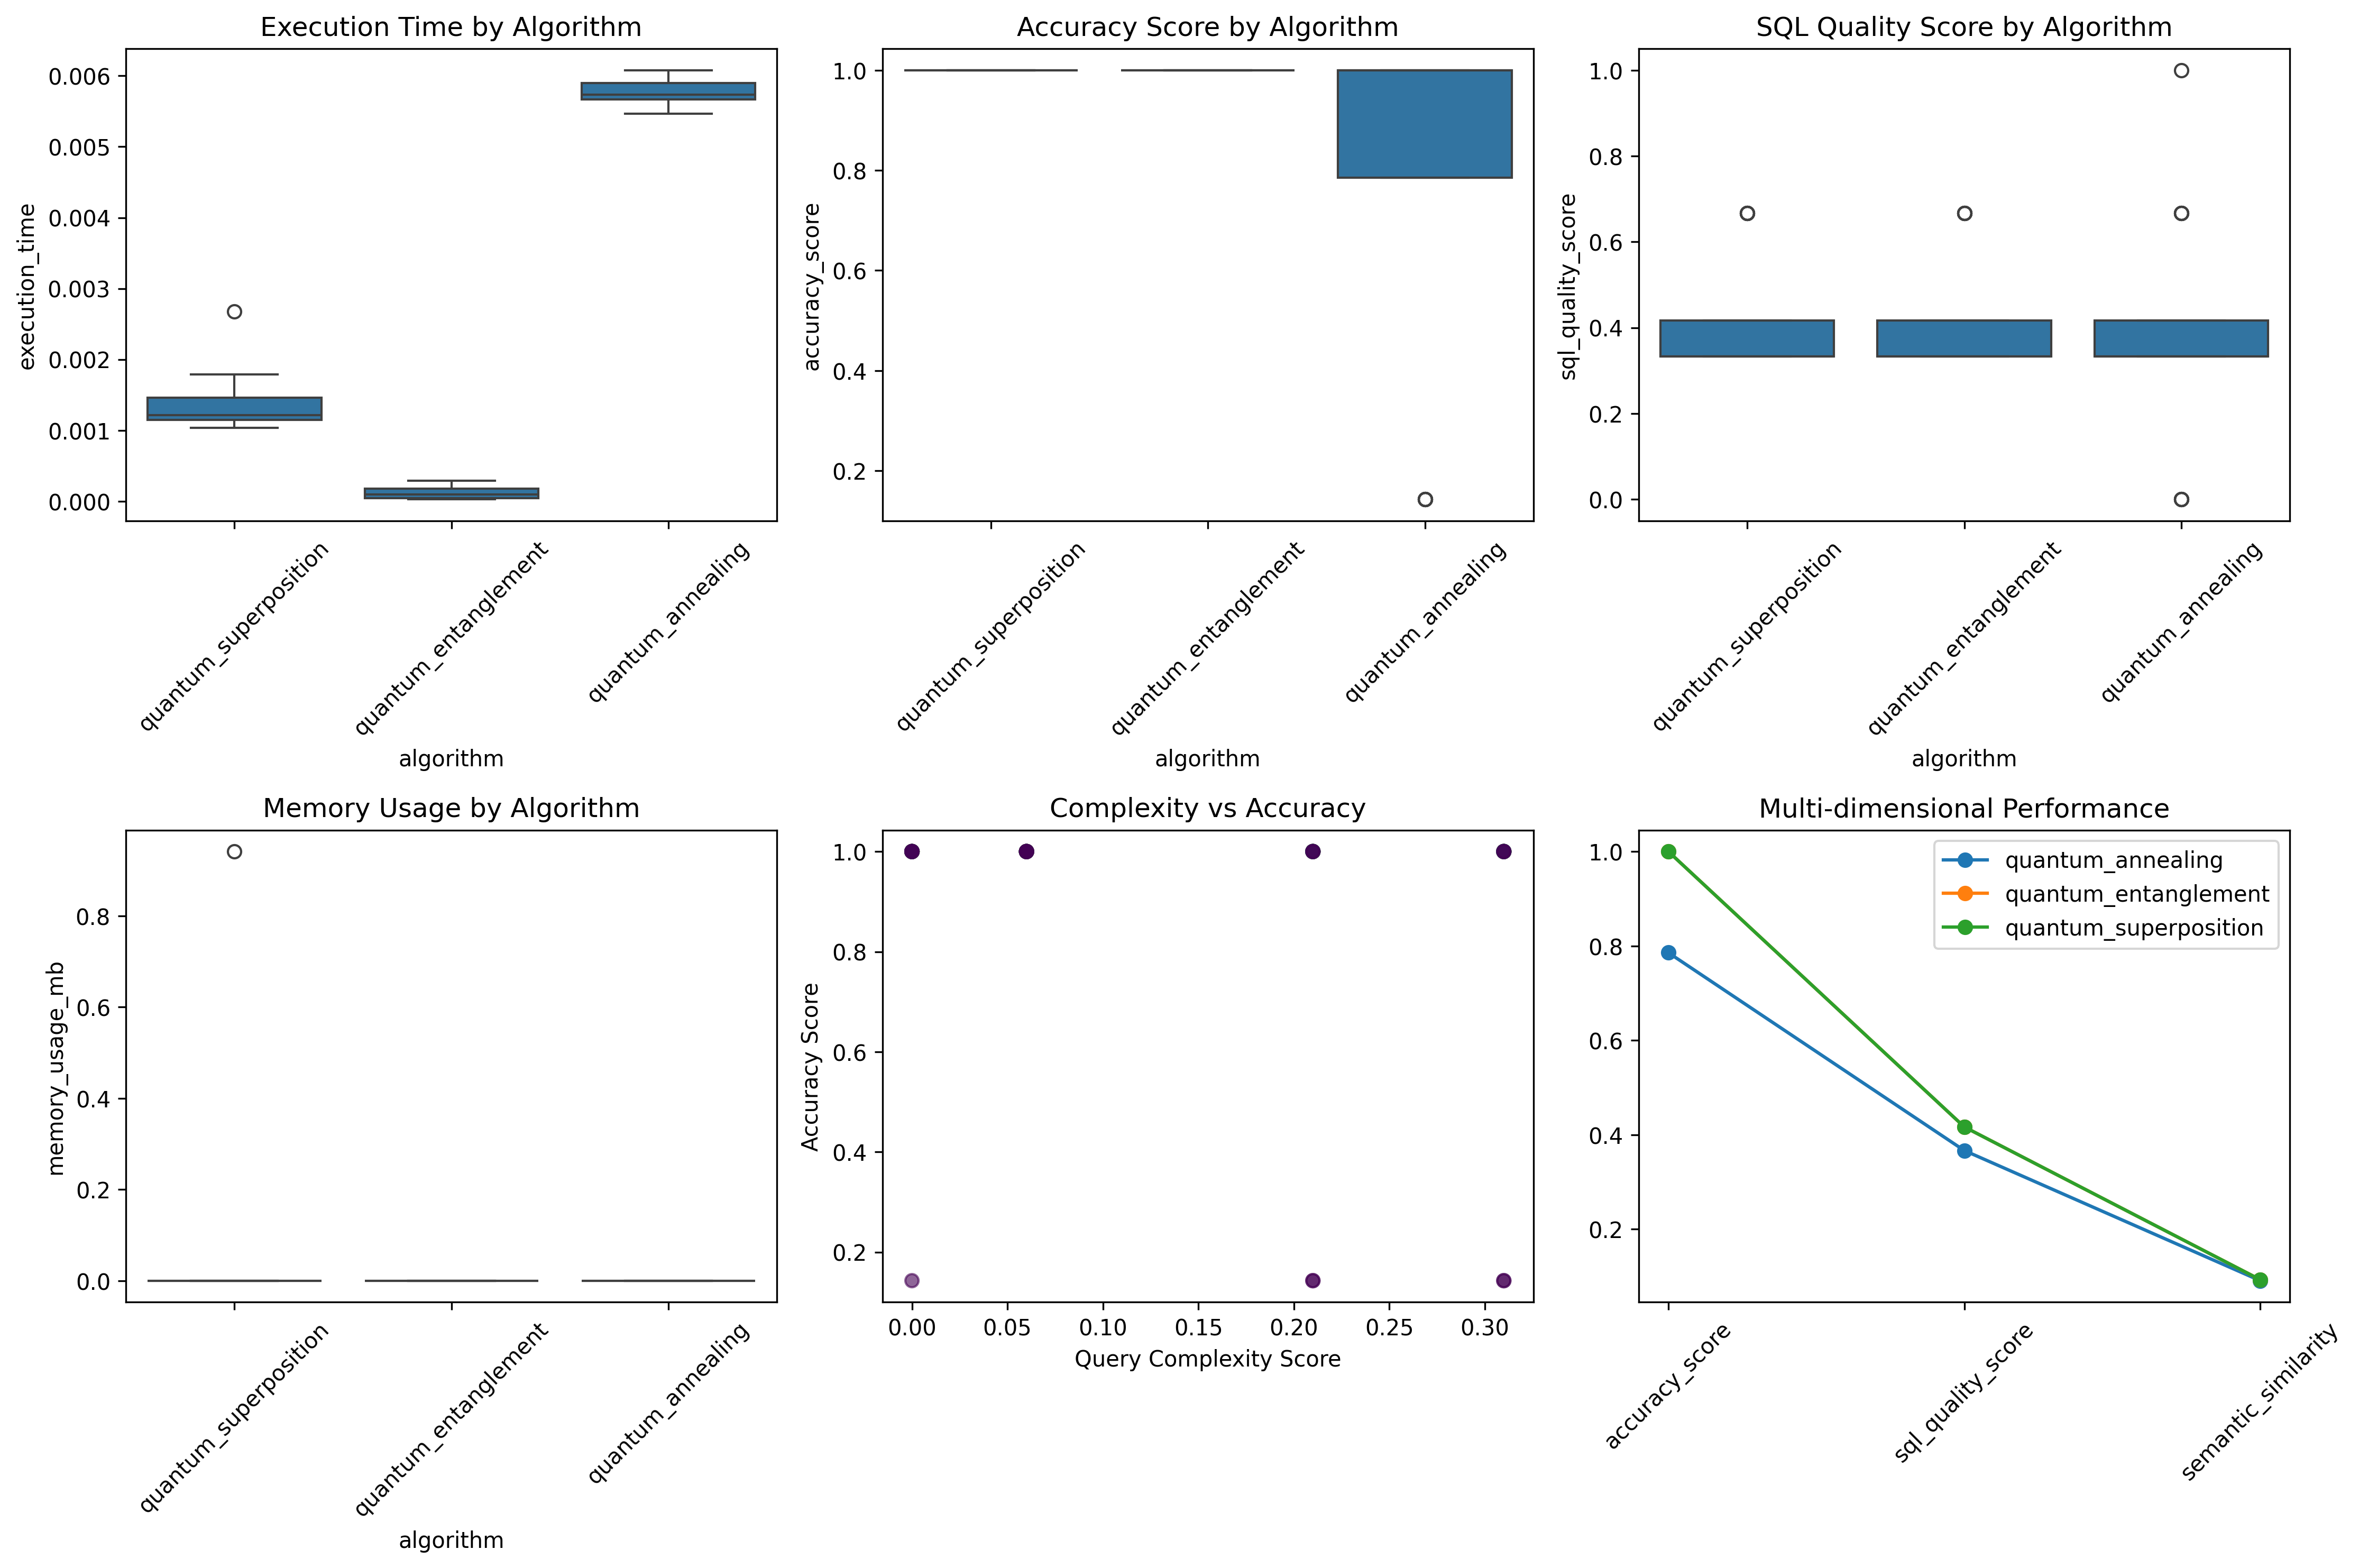 Execution Time by Algorithm
execution_time
0.006
0.005
0.004
0.003
0.002
0.001
0.000
quantum_superposition
quantum_entanglement
quantum_annealing
algorithm
Accuracy Score by Algorithm
accuracy_score
1.0
0.8
0.6
0.4
0.2
quantum_superposition
quantum_entanglement
quantum_annealing
algorithm
SQL Quality Score by Algorithm
sql_quality_score
1.0
0.8
0.6
0.4
0.2
0.0
quantum_superposition
quantum_entanglement
quantum_annealing
algorithm
Memory Usage by Algorithm
memory_usage_mb
0.8
0.6
0.4
0.2
0.0
quantum_superposition
quantum_entanglement
quantum_annealing
algorithm
Complexity vs Accuracy
Accuracy Score
1.0
0.8
0.6
0.4
0.2
0.00 0.05 0.10 0.15 0.20 0.25 0.30
Query Complexity Score
Multi-dimensional Performance
quantum_annealing
quantum_entanglement
quantum_superposition
1.0
0.8
0.6
0.4
0.2
accuracy_score
sql_quality_score
semantic_similarity